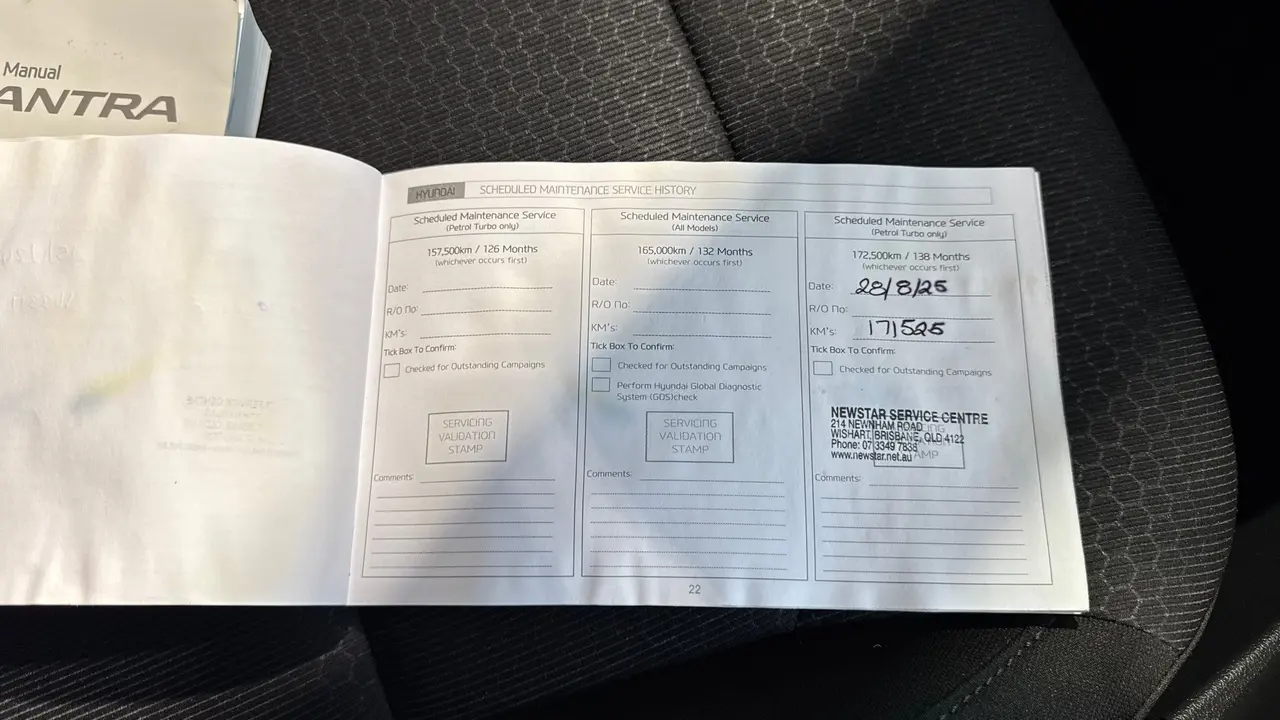 Manual
ANTRA
HYUNDAI SCHEDULED MAINTENANCE SERVICE HISTORY
Scheduled Maintenance Service
(Petrol Turbo only)
157,500km / 126 Months
(whichever occurs first)
Date:
R/O No:
KM's:
Tick Box To Confirm:
Checked for Outstanding Campaigns
SERVICING
VALIDATION
STAMP
Comments:
Scheduled Maintenance Service
(All Models)
165,000km / 132 Months
(whichever occurs first)
Date:
R/O No:
KM's:
Tick Box To Confirm:
Checked for Outstanding Campaigns
Perform Hyundai Global Diagnostic
System (GDS)check
SERVICING
VALIDATION
STAMP
Comments:
Scheduled Maintenance Service
(Petrol Turbo only)
172,500km / 138 Months
(whichever occurs first)
Date: 28/8/25
R/O No:
KM's: 171525
Tick Box To Confirm:
Checked for Outstanding Campaigns
NEWSTAR SERVICE CENTRE
214 NEWNHAM ROAD
WISHART, BRISBANE, QLD 4122
Phone: 07 3349 7838
www.newstar.net.au
Comments:
22